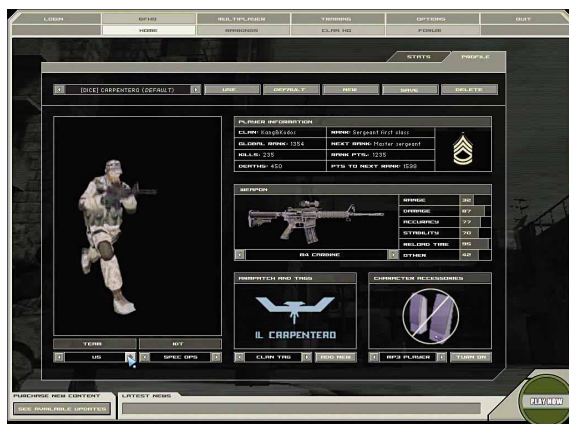 LOGIN BFHQ MULTIPLAYER TRAINING OPTIONS QUIT
HOME RANKINGS CLAN HQ FORUM
STATS PROFILE
[DICE] CARPENTERO (DEFAULT) USE DEFAULT NEW SAVE DELETE
PLAYER INFORMATION
CLAN: Kang&Kodos RANK: Sergeant first class
GLOBAL RANK: 1354 NEXT RANK: Master sergeant
KILLS: 235 RANK PTS.: 1235
DEATHS: 450 PTS TO NEXT RANK: 1598
WEAPON
RANGE 32
DAMAGE 87
ACCURACY 77
STABILITY 70
RELOAD TIME 95
M4 CARBINE OTHER 42
ARMPATCH AND TAGS CHARACTER ACCESSORIES
IL CARPENTERO
TEAM KIT
US SPEC OPS CLAN TAG ADD NEW MP3 PLAYER TURN ON
PURCHASE NEW CONTENT LATEST NEWS
SEE AVAILABLE UPDATES
PLAY NOW